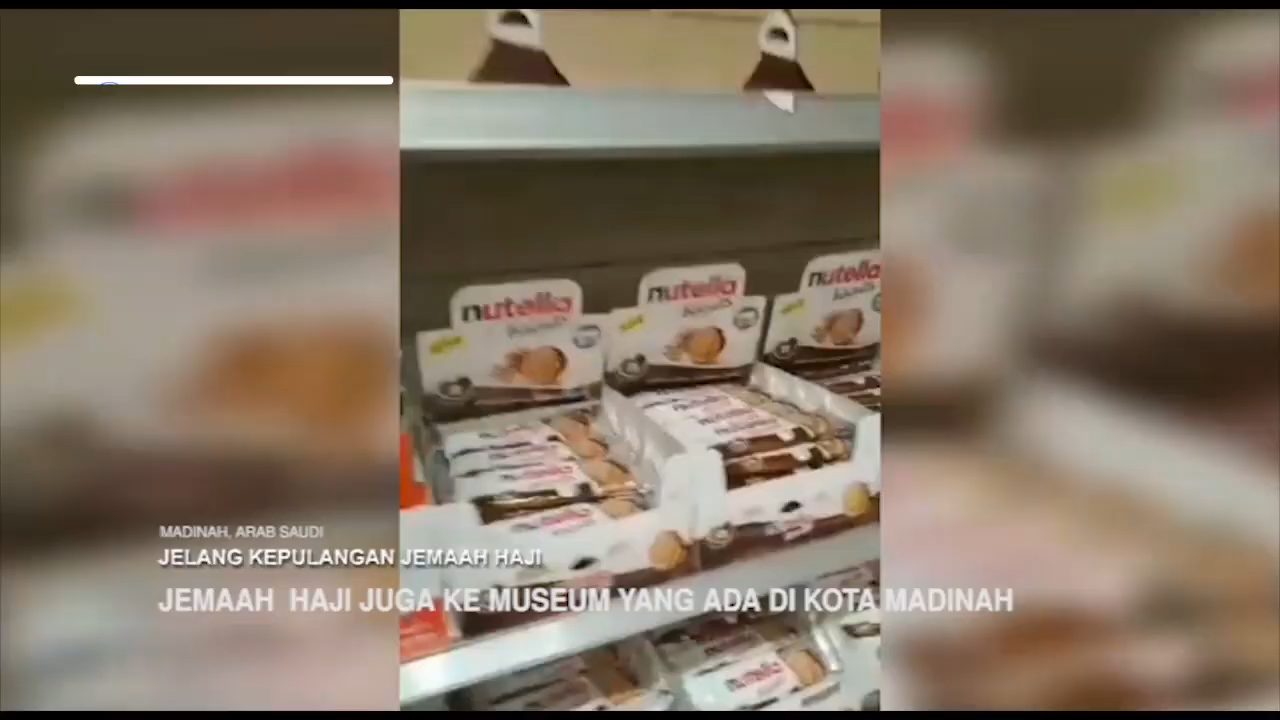 nutella
nutella
nutella
MADINAH, ARAB SAUDI
JELANG KEPULANGAN JEMAAH HAJI
JEMAAH HAJI JUGA KE MUSEUM YANG ADA DI KOTA MADINAH
nutella